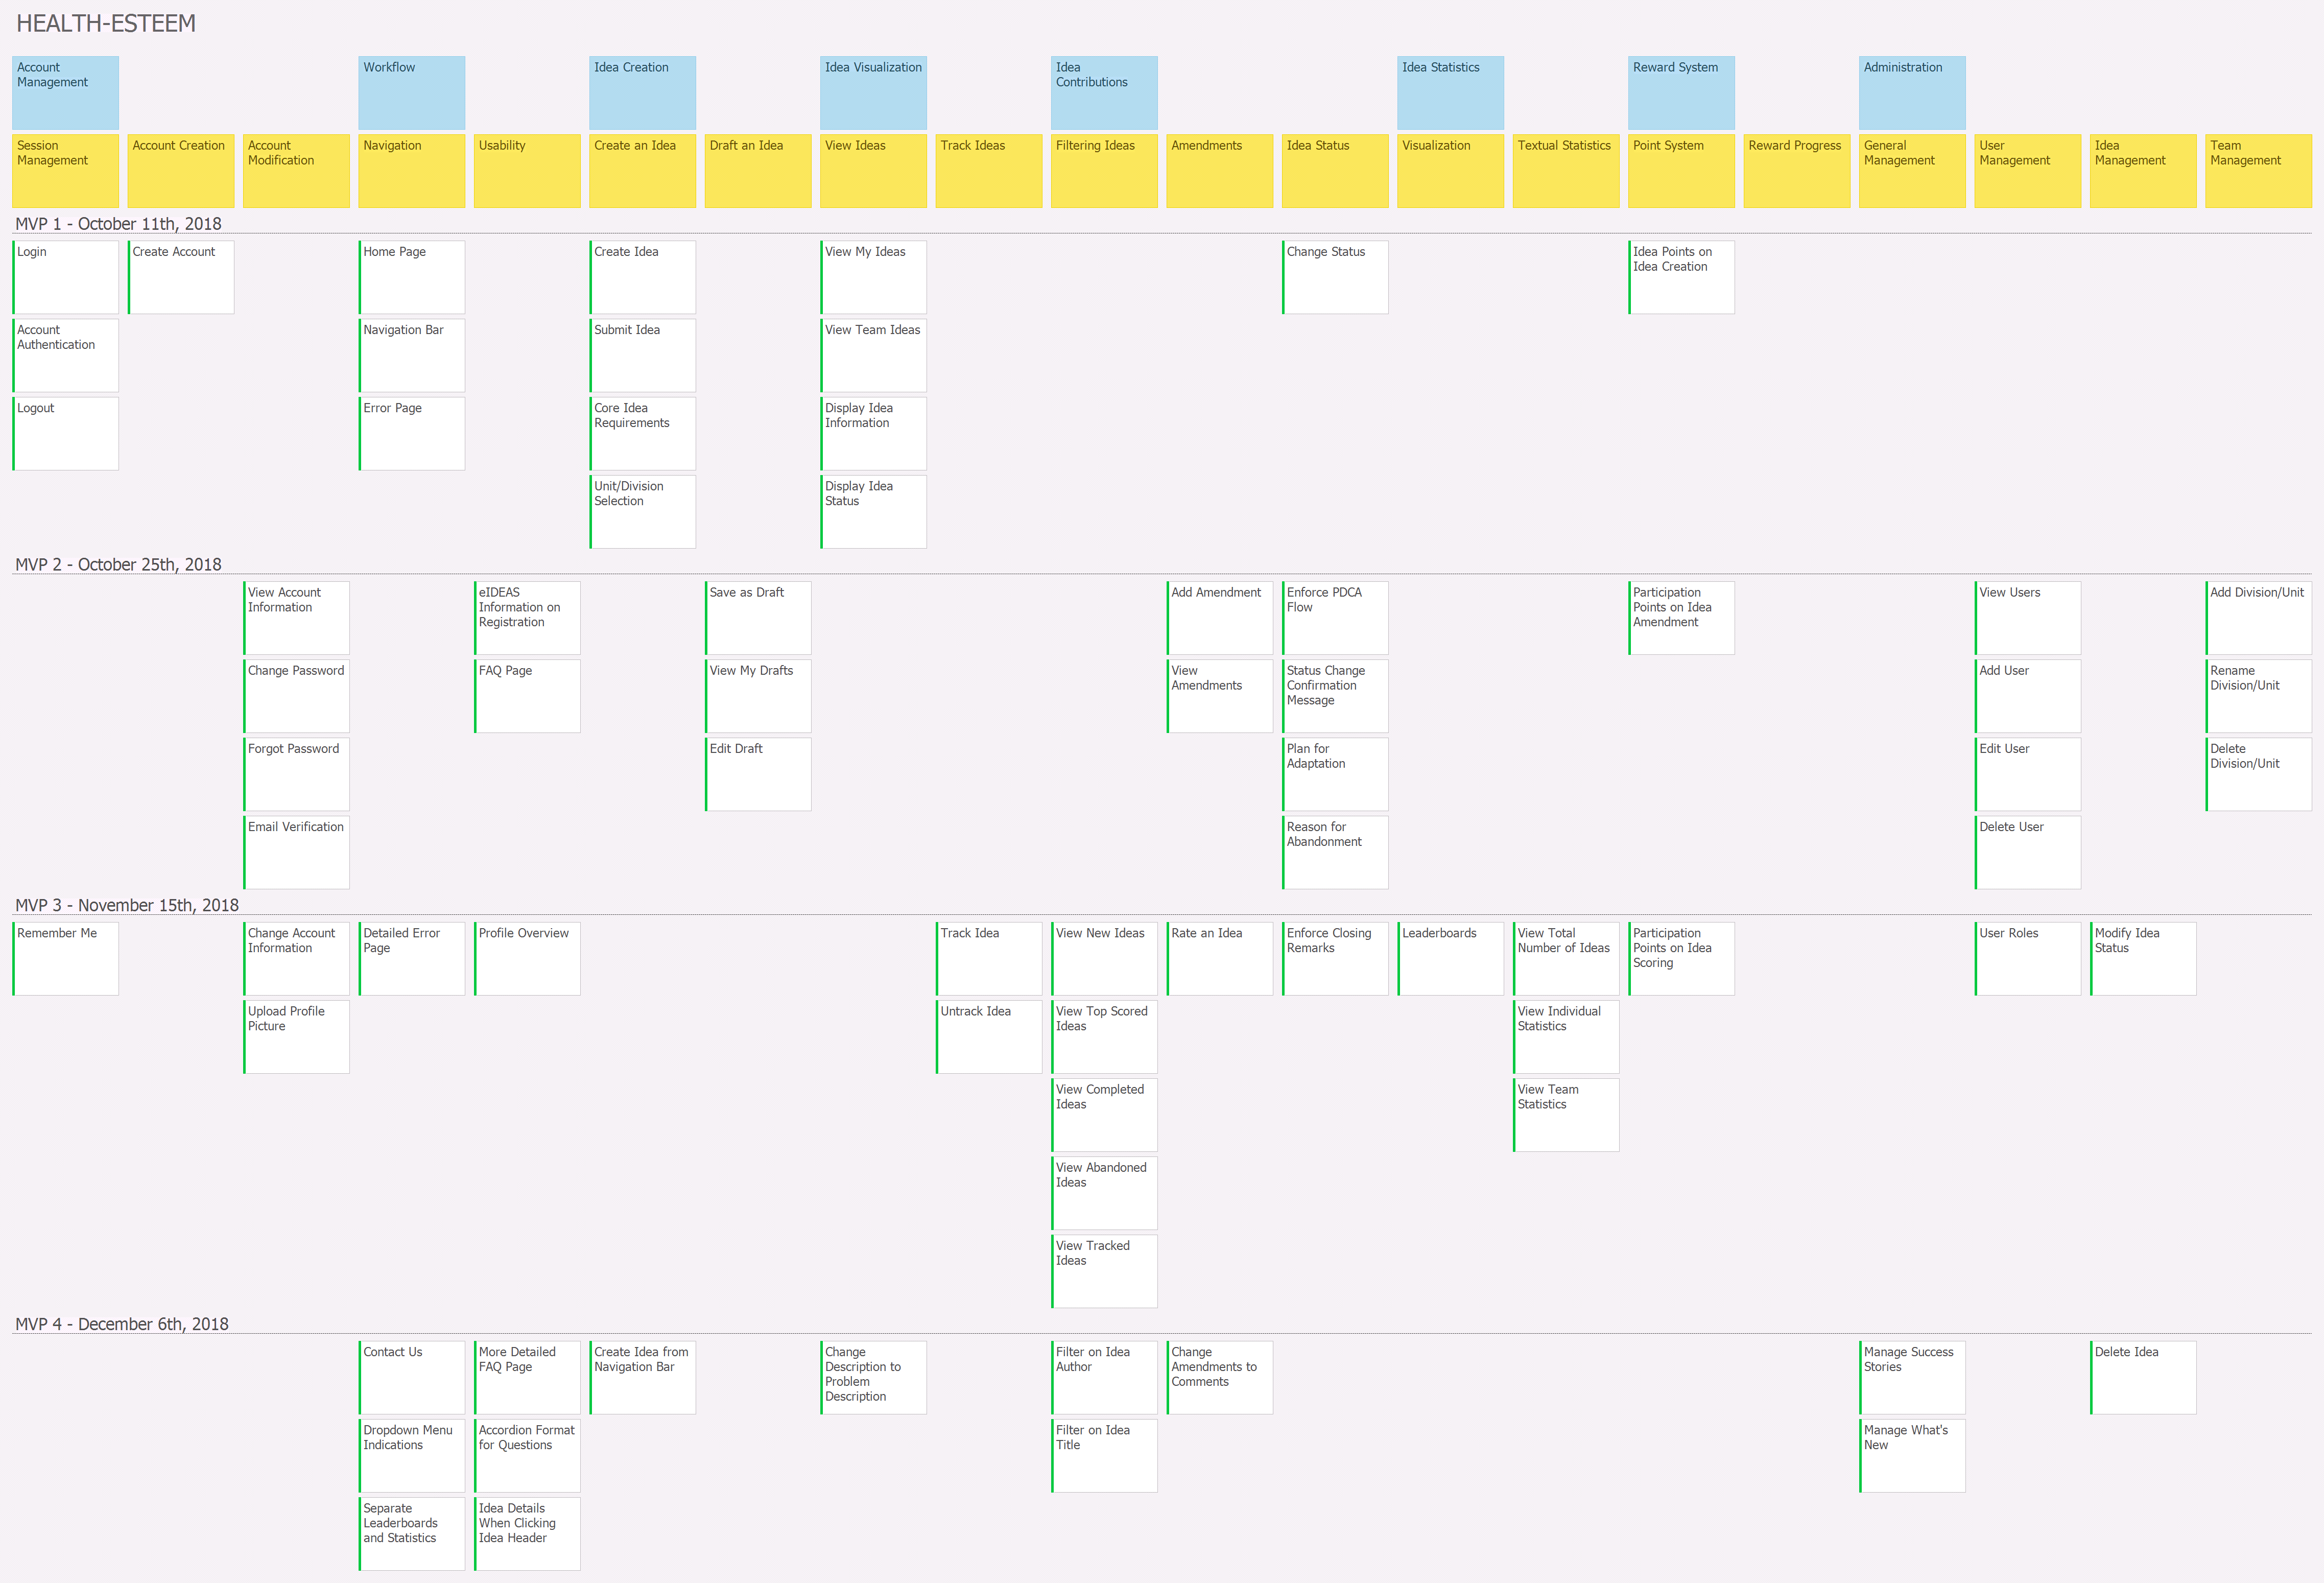 HEALTH-ESTEEM
Account
Management
Workflow
Idea Creation
Idea Visualization
Idea
Contributions
Idea Statistics
Reward System
Administration
Session
Management
Account Creation
Account
Modification
Navigation
Usability
Create an Idea
Draft an Idea
View Ideas
Track Ideas
Filtering Ideas
Amendments
Idea Status
Visualization
Textual Statistics
Point System
Reward Progress
General
Management
User
Management
Idea
Management
Team
Management
MVP 1 - October 11th, 2018
Login
Create Account
Home Page
Create Idea
View My Ideas
Change Status
Idea Points on
Idea Creation
Account
Authentication
Navigation Bar
Submit Idea
View Team Ideas
Logout
Error Page
Core Idea
Requirements
Display Idea
Information
Unit/Division
Selection
Display Idea
Status
MVP 2 - October 25th, 2018
View Account
Information
eIDEAS
Information on
Registration
Save as Draft
Add Amendment
Enforce PDCA
Flow
Participation
Points on Idea
Amendment
View Users
Add Division/Unit
Change Password
FAQ Page
View My Drafts
View
Amendments
Status Change
Confirmation
Message
Add User
Rename
Division/Unit
Forgot Password
Edit Draft
Plan for
Adaptation
Edit User
Delete
Division/Unit
Email Verification
Reason for
Abandonment
Delete User
MVP 3 - November 15th, 2018
Remember Me
Change Account
Information
Detailed Error
Page
Profile Overview
Track Idea
View New Ideas
Rate an Idea
Enforce Closing
Remarks
Leaderboards
View Total
Number of Ideas
Participation
Points on Idea
Scoring
User Roles
Modify Idea
Status
Upload Profile
Picture
Untrack Idea
View Top Scored
Ideas
View Individual
Statistics
View Completed
Ideas
View Team
Statistics
View Abandoned
Ideas
View Tracked
Ideas
MVP 4 - December 6th, 2018
Contact Us
More Detailed
FAQ Page
Create Idea from
Navigation Bar
Change
Description to
Problem
Description
Filter on Idea
Author
Change
Amendments to
Comments
Manage Success
Stories
Delete Idea
Dropdown Menu
Indications
Accordion Format
for Questions
Filter on Idea
Title
Manage What's
New
Separate
Leaderboards
and Statistics
Idea Details
When Clicking
Idea Header